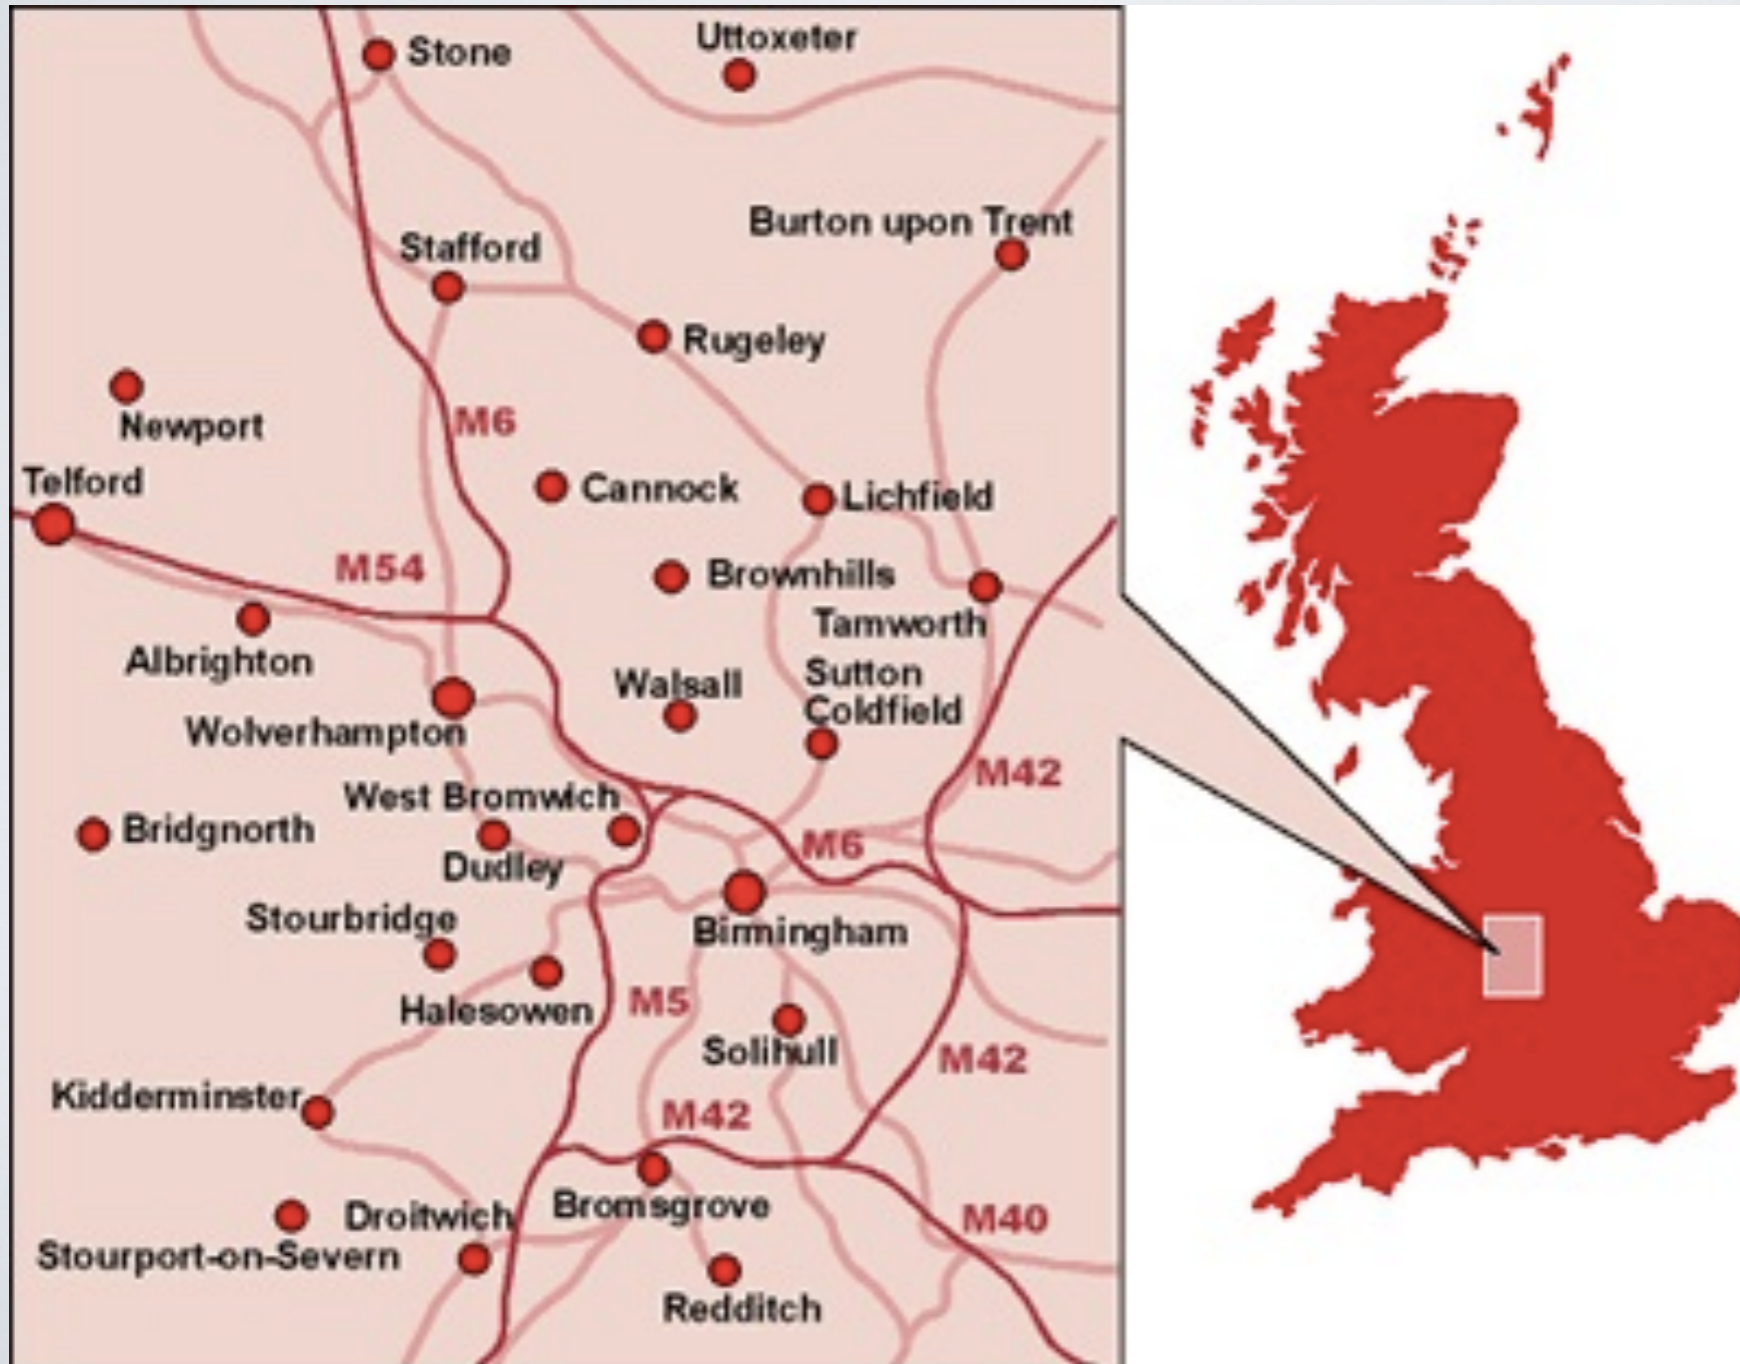 Uttoxeter
Stone
Burton upon Trent
Stafford
Rugeley
Newport
M6
Telford
Cannock
Lichfield
M54
Brownhills
Tamworth
Albrighton
Walsall
Sutton
Coldfield
Wolverhampton
M42
West Bromwich
Bridgnorth
M6
Dudley
Stourbridge
Birmingham
M5
Halesowen
Solihull
M42
Kidderminster
M42
Bromsgrove
Droitwich
M40
Stourport-on-Severn
Redditch